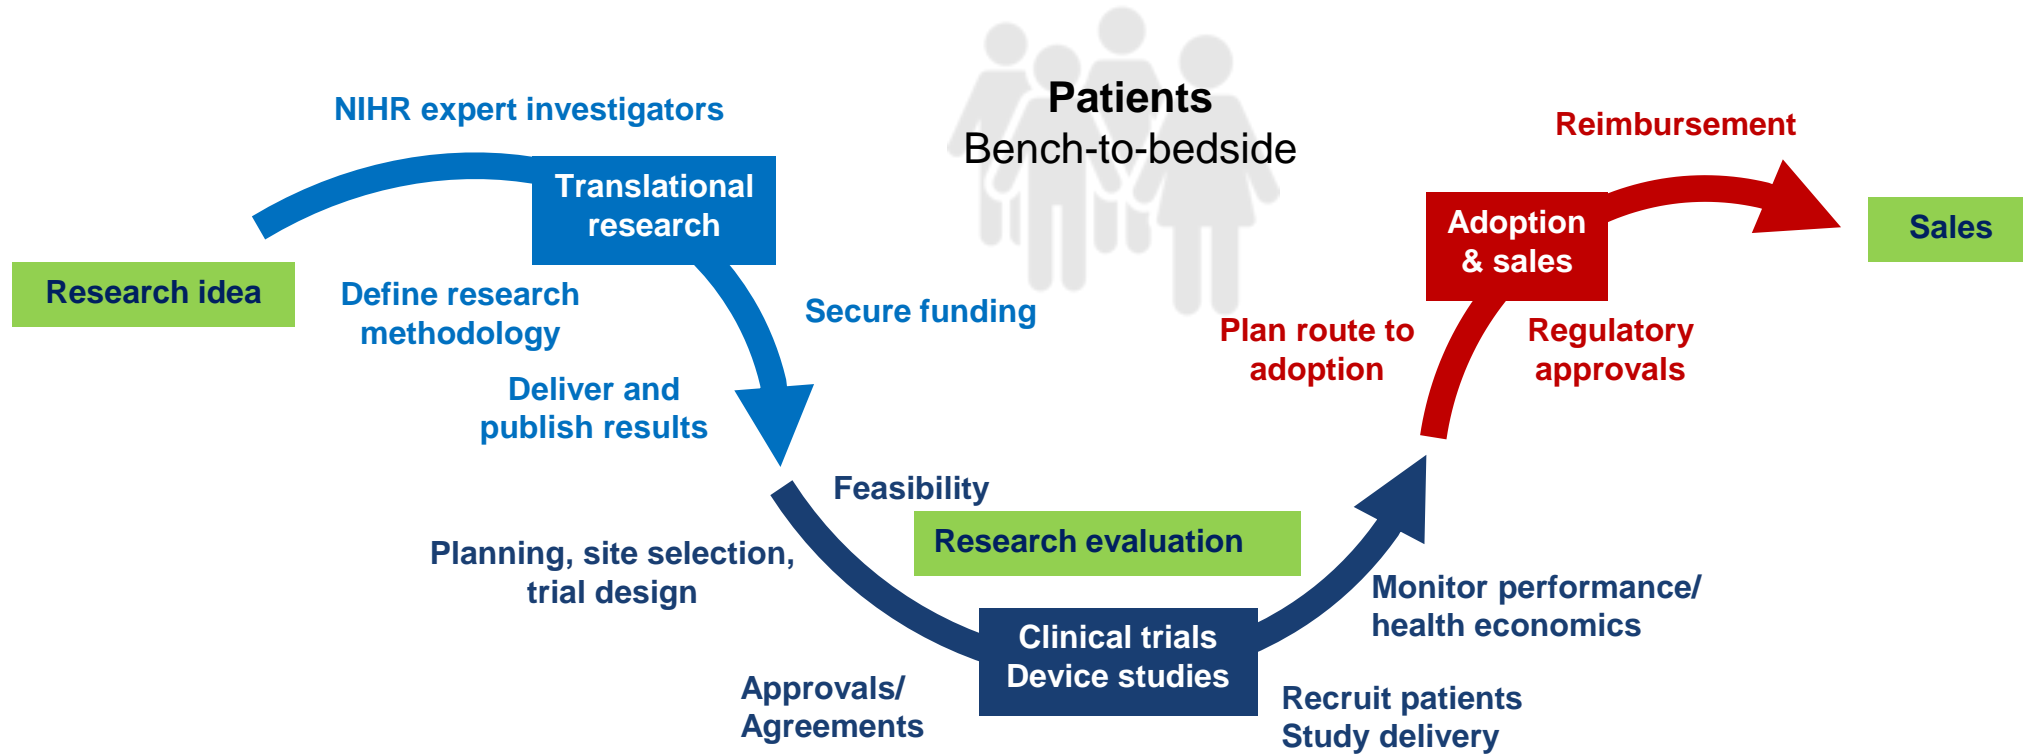 NIHR expert investigators
Patients
Bench-to-bedside
Reimbursement
Translational
research
Adoption
& sales
Sales
Research idea
Define research
methodology
Secure funding
Plan route to
adoption
Regulatory
approvals
Deliver and
publish results
Feasibility
Research evaluation
Planning, site selection,
trial design
Monitor performance/
health economics
Clinical trials
Device studies
Approvals/
Agreements
Recruit patients
Study delivery